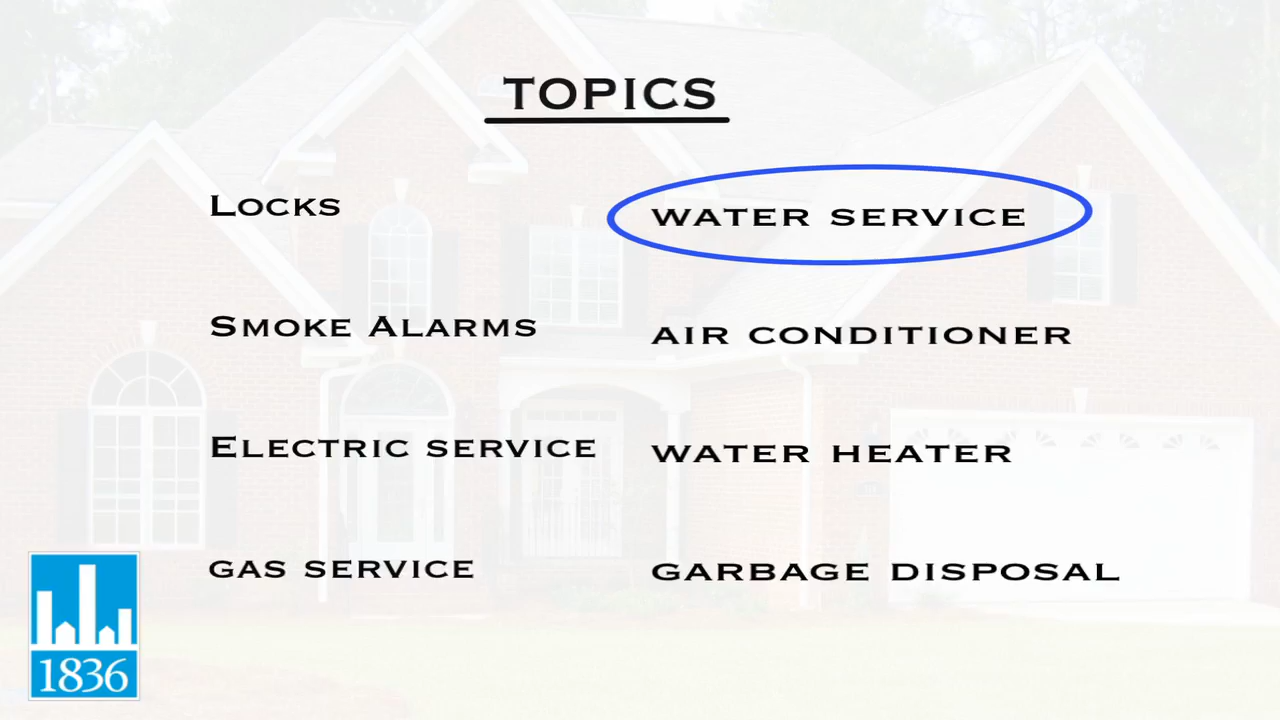 TOPICS
Locks
Smoke Alarms
Electric service
gas service
water service
air conditioner
water heater
garbage disposal
1836